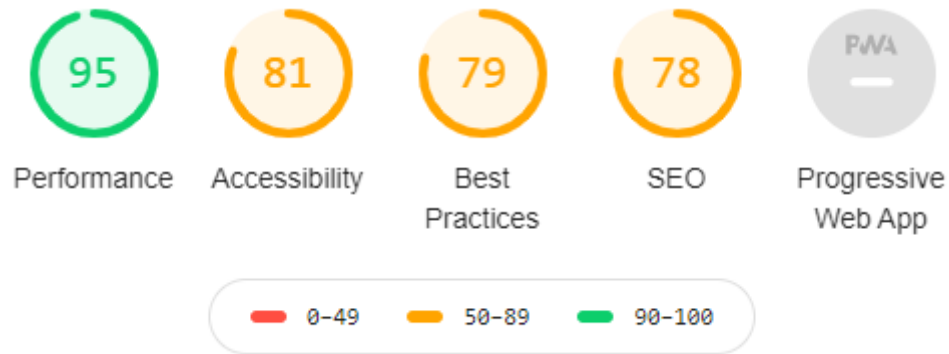 95
81
79
78
PWA
Performance
Accessibility
Best
Practices
SEO
Progressive
Web App
0–49
50–89
90–100